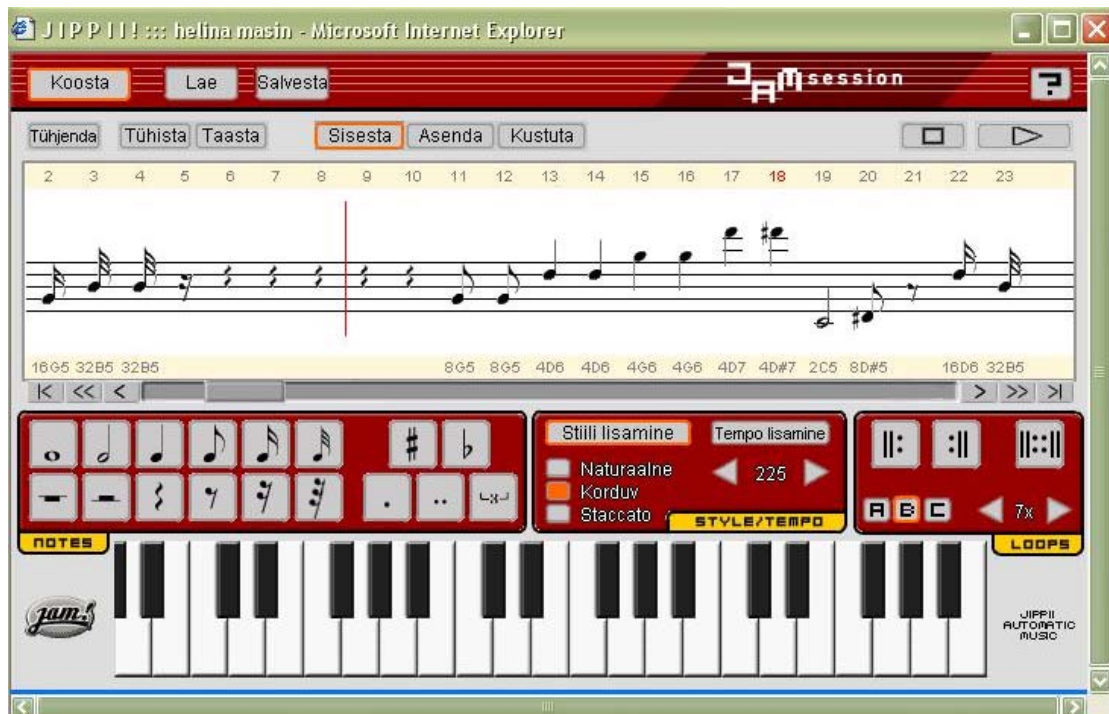 J I P P I I ! ::: helina masin - Microsoft Internet Explorer
Koosta Lae Salvesta JAM session ?
Tühjenda Tühista Taasta Sisesta Asenda Kustuta
2 3 4 5 6 7 8 9 10 11 12 13 14 15 16 17 18 19 20 21 22 23
16G5 32B5 32B5 8G5 8G5 4D6 4D6 4G6 4G6 4D7 4D#7 2C5 8D#5 16D6 32B5
Stiili lisamine Tempo lisamine
Naturaalne 225
Korduv
Staccato
A B C 7x
STYLE/TEMPO
NOTES
LOOPS
jam!
JIPPII
AUTOMATIC
MUSIC